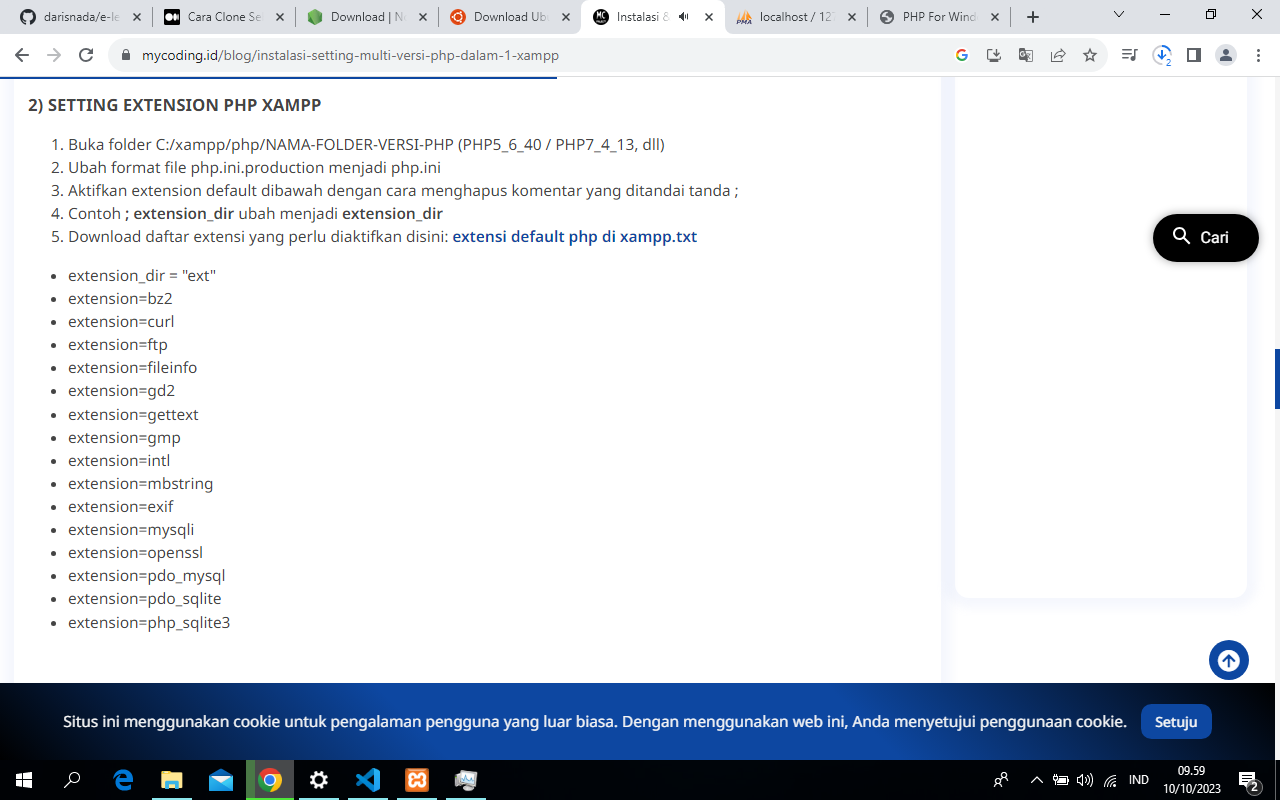 darisnada/e-le
Cara Clone Se
Download | N
Download Ub
Instalasi &
localhost / 12
PHP For Wind
mycoding.id/blog/instalasi-setting-multi-versi-php-dalam-1-xampp
2) SETTING EXTENSION PHP XAMPP
1. Buka folder C:/xampp/php/NAMA-FOLDER-VERSI-PHP (PHP5_6_40 / PHP7_4_13, dll)
2. Ubah format file php.ini.production menjadi php.ini
3. Aktifkan extension default dibawah dengan cara menghapus komentar yang ditandai tanda ;
4. Contoh ; extension_dir ubah menjadi extension_dir
5. Download daftar extensi yang perlu diaktifkan disini: extensi default php di xampp.txt
• extension_dir = "ext"
• extension=bz2
• extension=curl
• extension=ftp
• extension=fileinfo
• extension=gd2
• extension=gettext
• extension=gmp
• extension=intl
• extension=mbstring
• extension=exif
• extension=mysqli
• extension=openssl
• extension=pdo_mysql
• extension=pdo_sqlite
• extension=php_sqlite3
Cari
Situs ini menggunakan cookie untuk pengalaman pengguna yang luar biasa. Dengan menggunakan web ini, Anda menyetujui penggunaan cookie.
Setuju
IND
09.59
10/10/2023
2